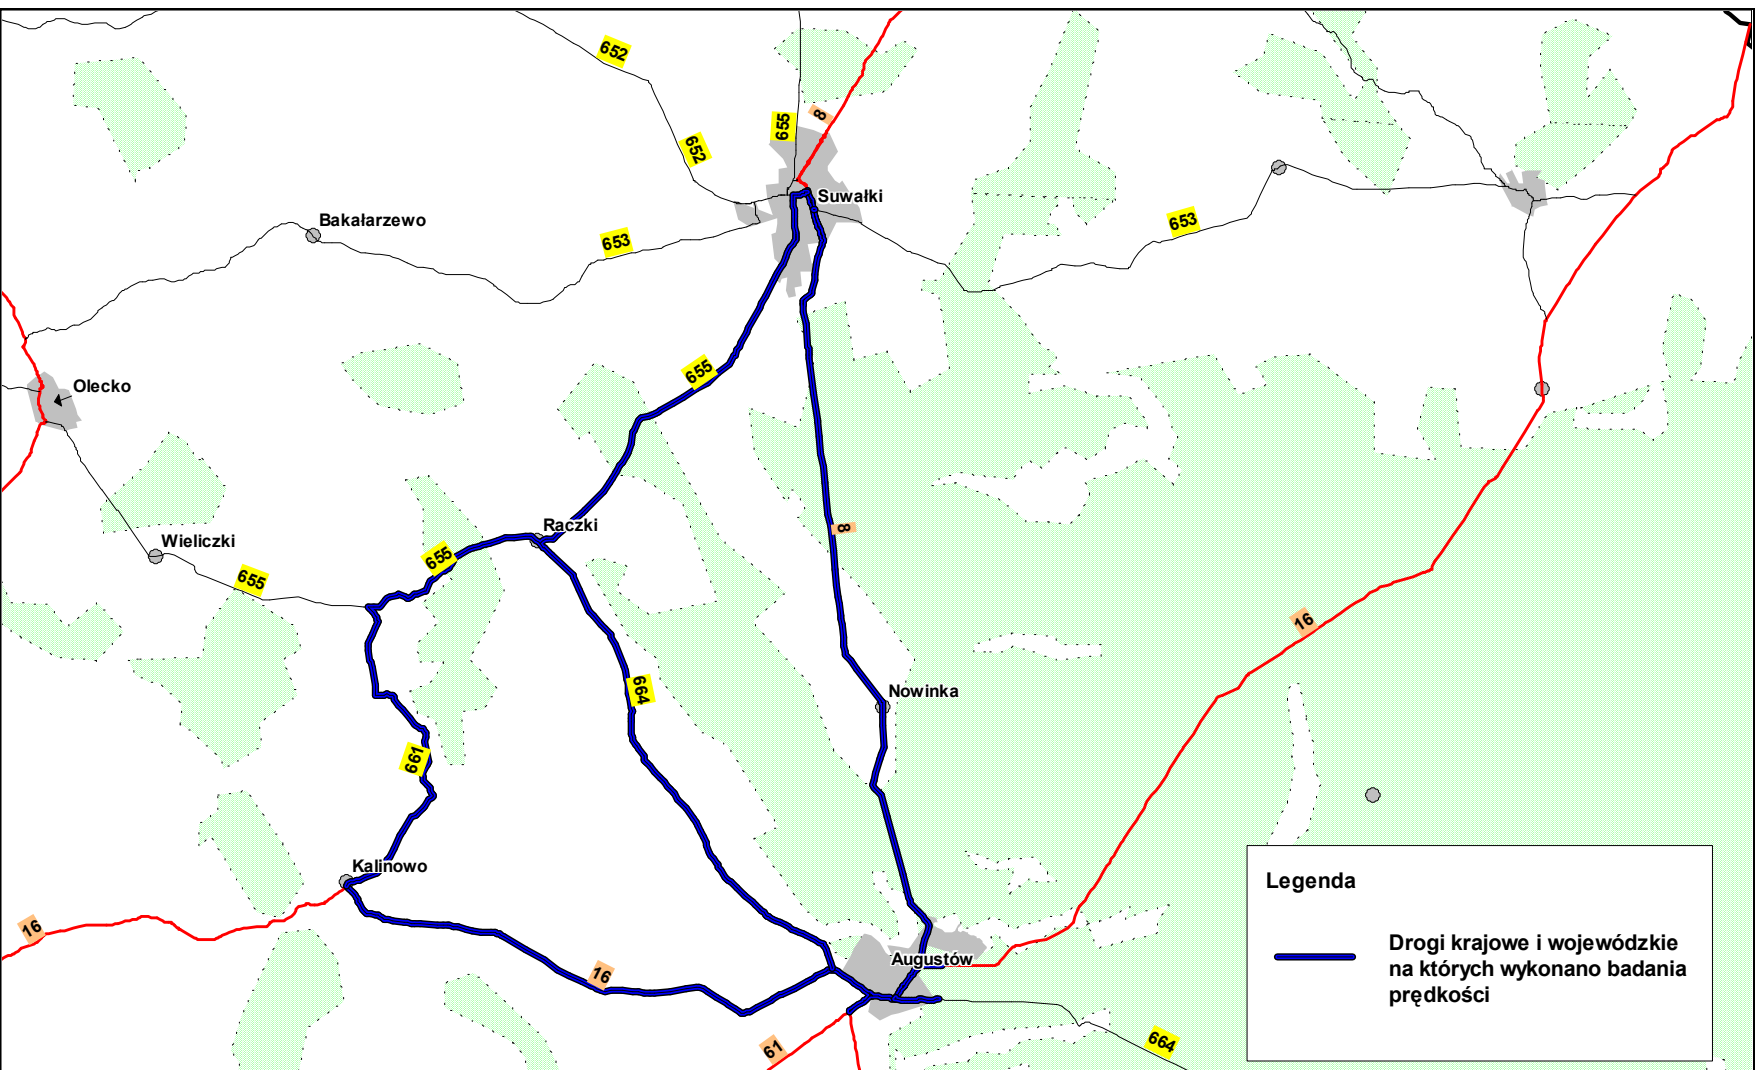 652
655
8
652
Suwałki
Bakałarzewo
653
653
655
Olecko
Raczki
8
Wieliczki
655
655
16
664
Nowinka
661
Kalinowo
16
Augustów
16
61
664
Legenda
Drogi krajowe i wojewódzkie
na których wykonano badania
prędkości